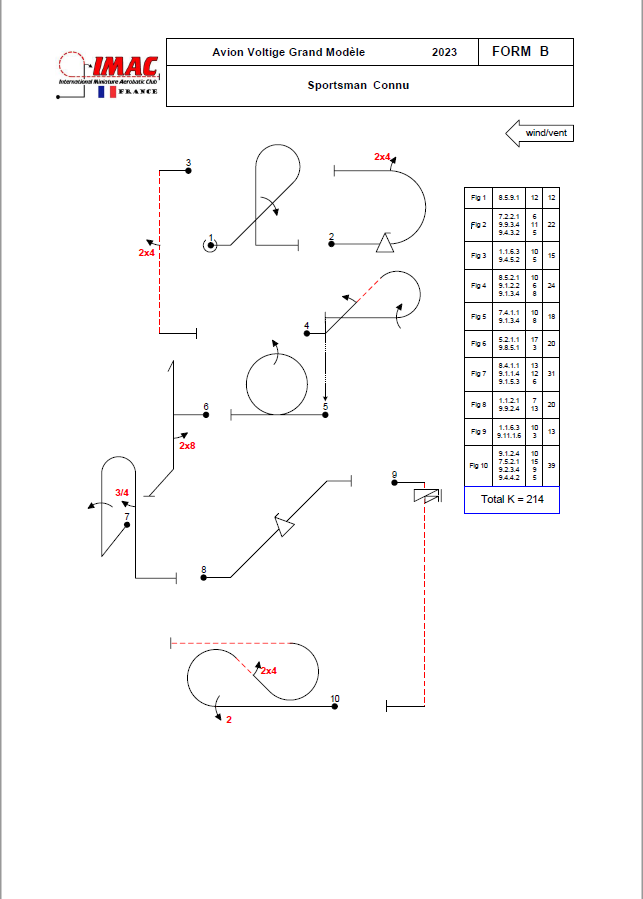 Avion Voltige Grand Modèle 2023 FORM B
IMAC
International Miniature Aerobatic Club
FRANCE
Sportsman Connu
wind/vent
3
2x4
1
2
2x4
Fig 1 8.5.9.1 12 12
Fig 2 7.2.2.1 6 22
9.9.3.4 11
9.4.3.2 5
Fig 3 1.1.6.3 10 15
9.4.5.2 5
Fig 4 8.5.2.1 10 24
9.1.2.2 6
9.1.3.4 8
Fig 5 7.4.1.1 10 18
9.1.3.4 8
Fig 6 5.2.1.1 17 20
9.8.5.1 3
Fig 7 8.4.1.1 13 31
9.1.1.4 12
9.1.5.3 6
Fig 8 1.1.2.1 7 20
9.9.2.4 13
Fig 9 1.1.6.3 10 13
9.11.1.6 3
Fig 10 9.1.2.4 10 39
7.5.2.1 15
9.2.3.4 9
9.4.4.2 5
Total K = 214
4
5
6
2x8
3/4
7
8
9
2x4
10
2